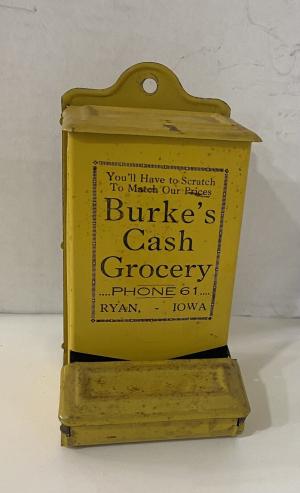 You'll Have to Scratch
To Match Our Prices
Burke's
Cash
Grocery
....PHONE 61....
RYAN, - IOWA